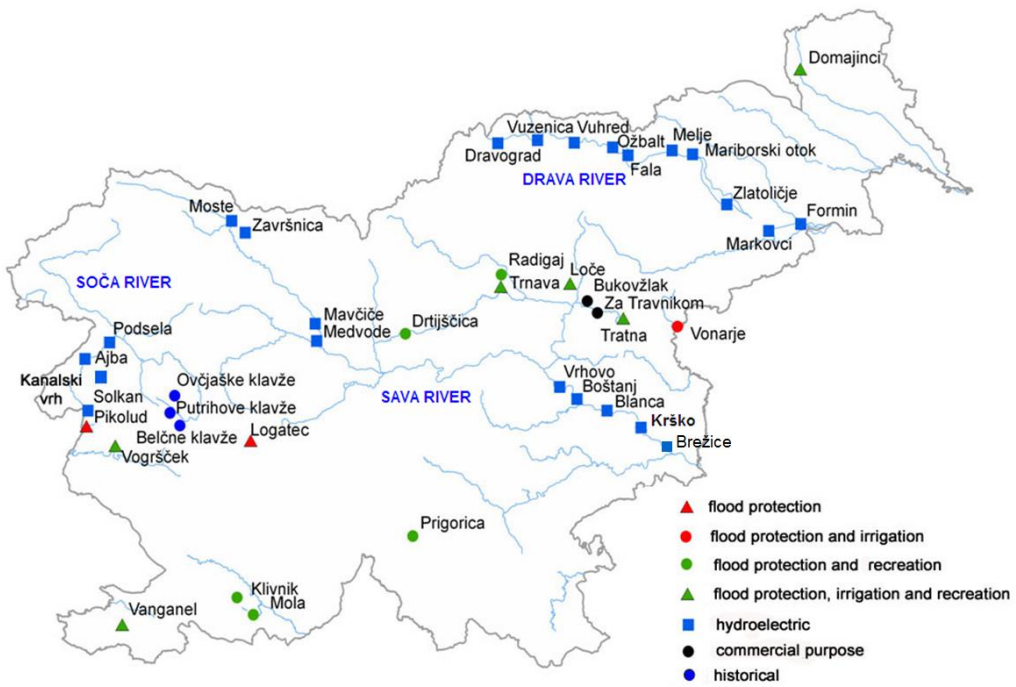 Domajinci
Vuzenica
Vuhred
Ožbalt
Melje
Mariborski otok
Dravograd
Fala
DRAVA RIVER
Zlatoličje
Moste
Formin
Završnica
Markovci
Radigaj
Loče
SOČA RIVER
Trnava
Bukovžlak
Za Travnikom
Mavčiče
Drtijščica
Podsela
Medvode
Tratna
Vonarje
Ajba
Kanalski
vrh
Ovčjaške klavže
Vrhovo
Solkan
SAVA RIVER
Boštanj
Putrihove klavže
Blanca
Pikolud
Krško
Belčne klavže
Logatec
Brežice
Vogršček
flood protection
Prigorica
flood protection and irrigation
flood protection and recreation
Klivnik
flood protection, irrigation and recreation
Mola
Vanganel
hydroelectric
commercial purpose
historical